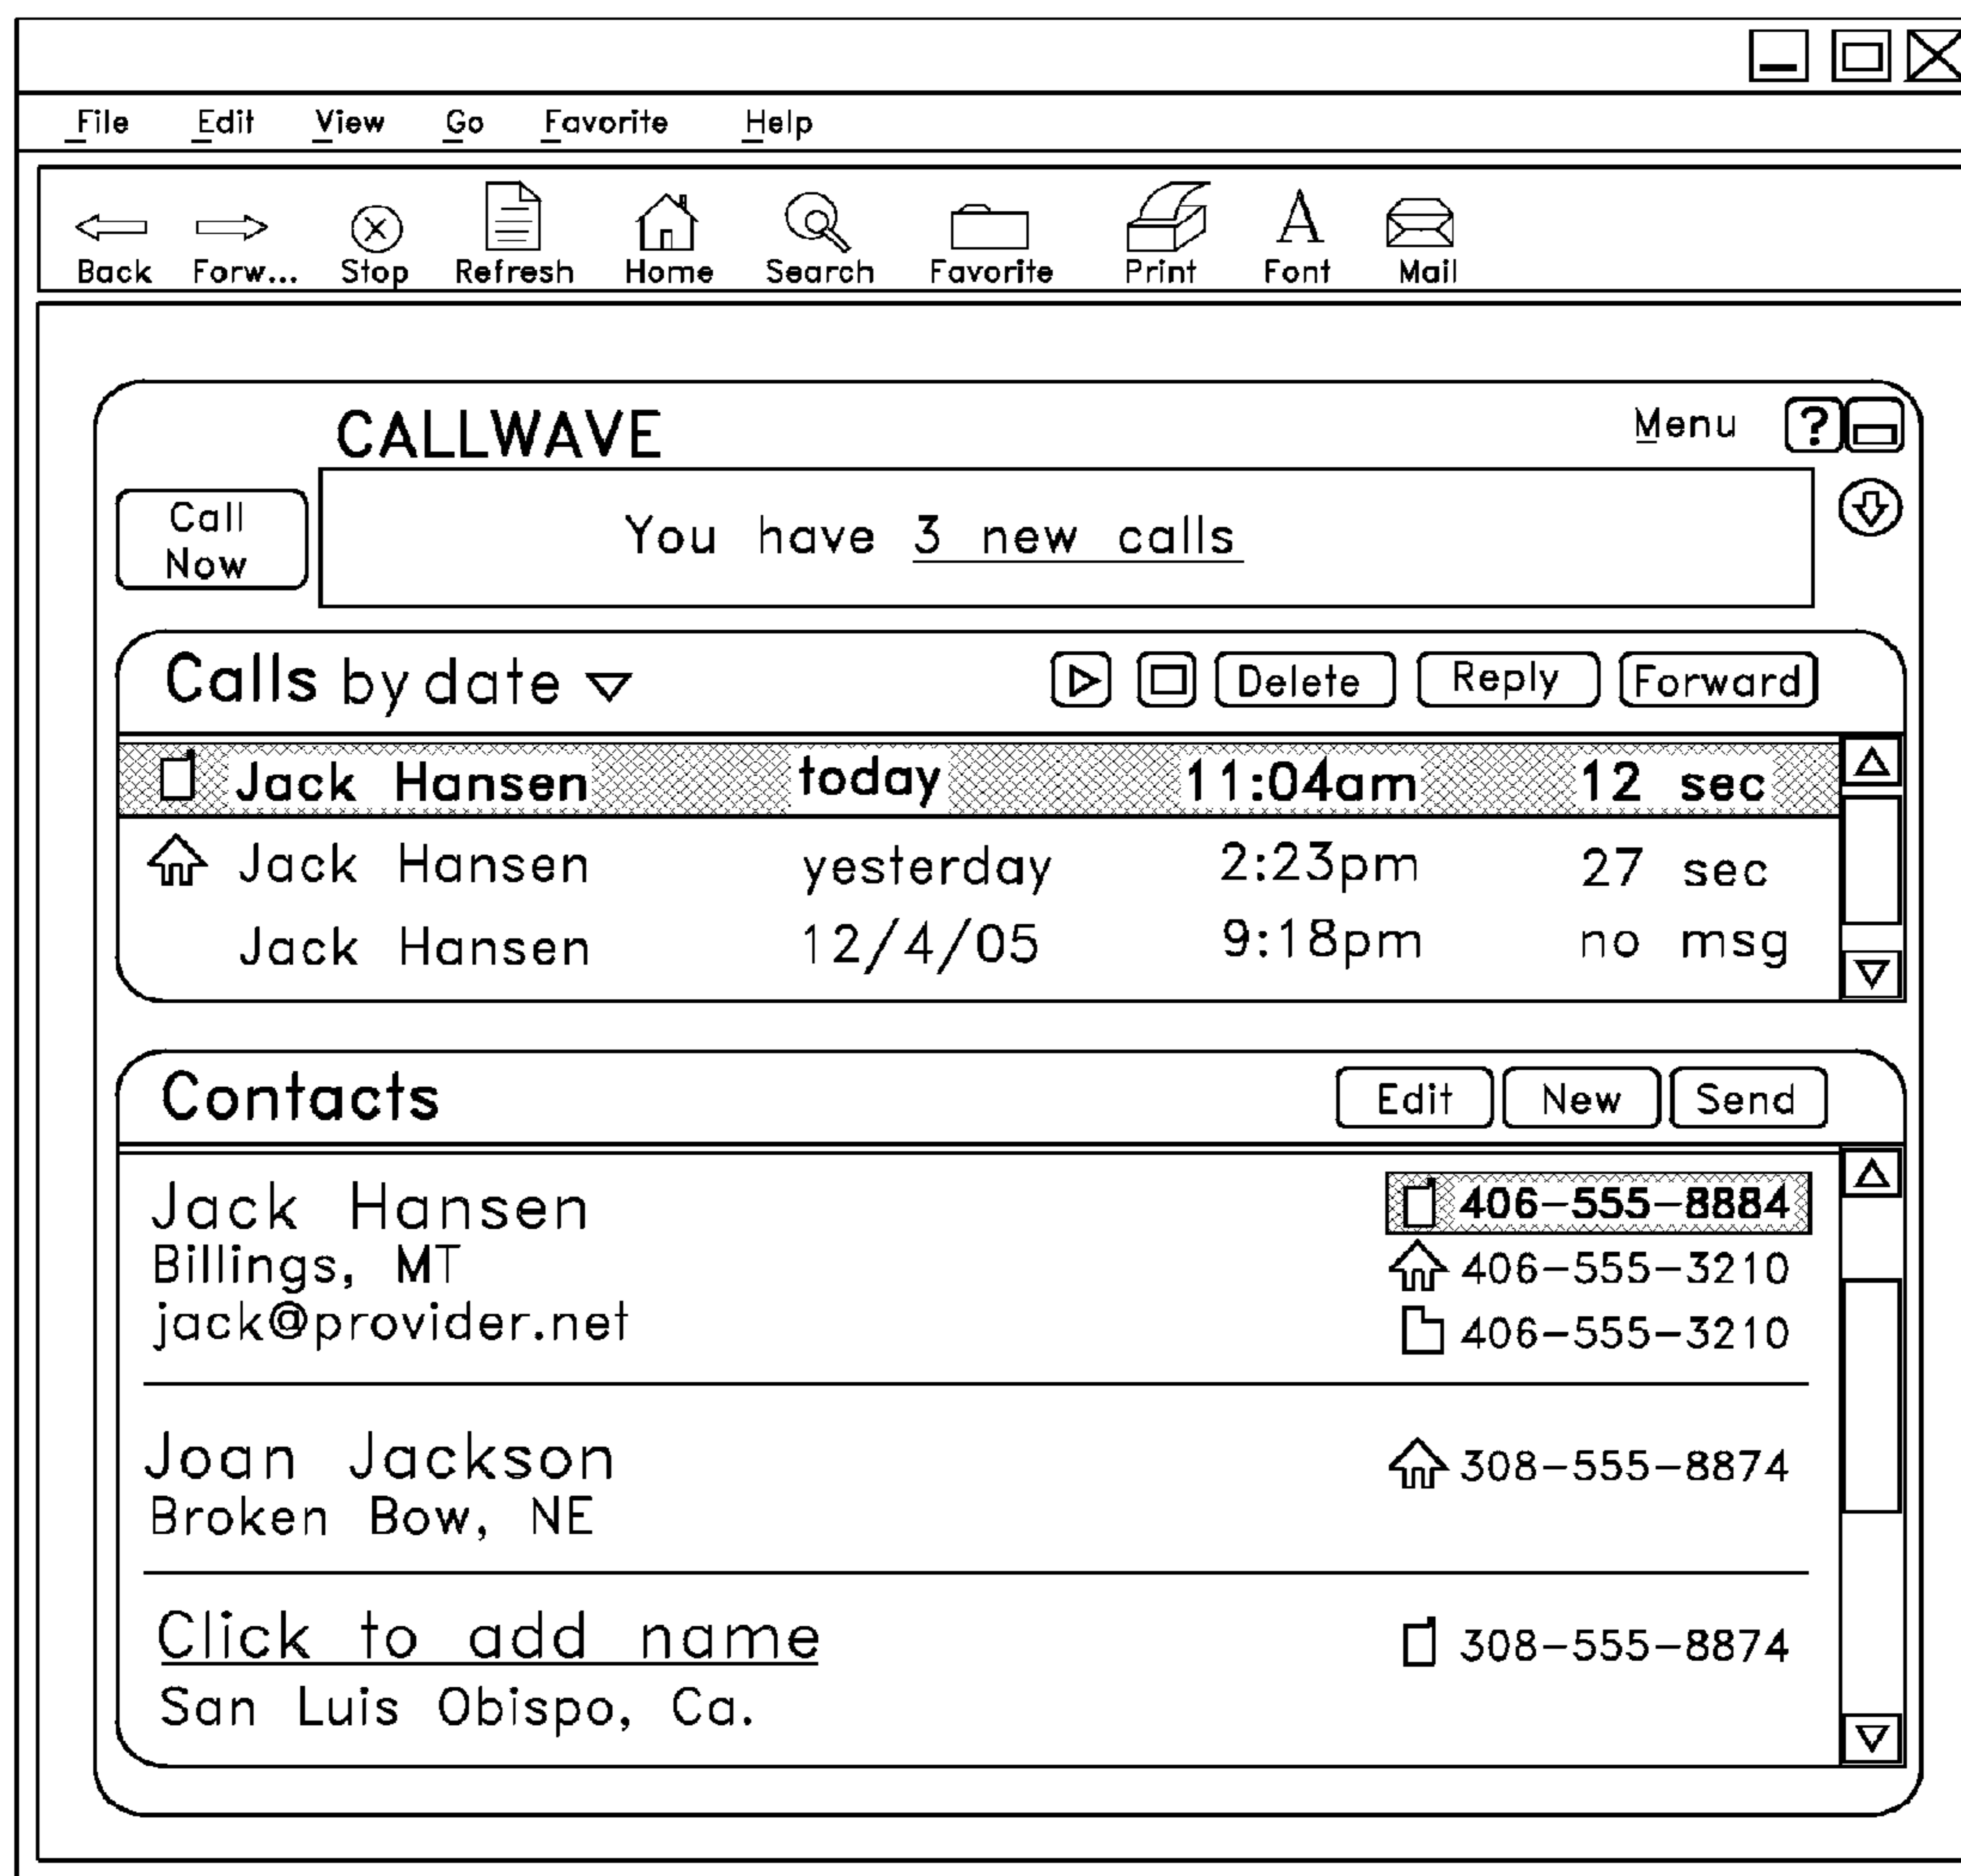 File Edit View Go Favorite Help
Back Forw... Stop Refresh Home Search Favorite Print Font Mail
CALLWAVE Menu ?
Call Now
You have 3 new calls
Calls by date Delete Reply Forward
Jack Hansen today 11:04am 12 sec
Jack Hansen yesterday 2:23pm 27 sec
Jack Hansen 12/4/05 9:18pm no msg
Contacts Edit New Send
Jack Hansen 406-555-8884
Billings, MT 406-555-3210
jack@provider.net 406-555-3210
Joan Jackson 308-555-8874
Broken Bow, NE
Click to add name 308-555-8874
San Luis Obispo, Ca.